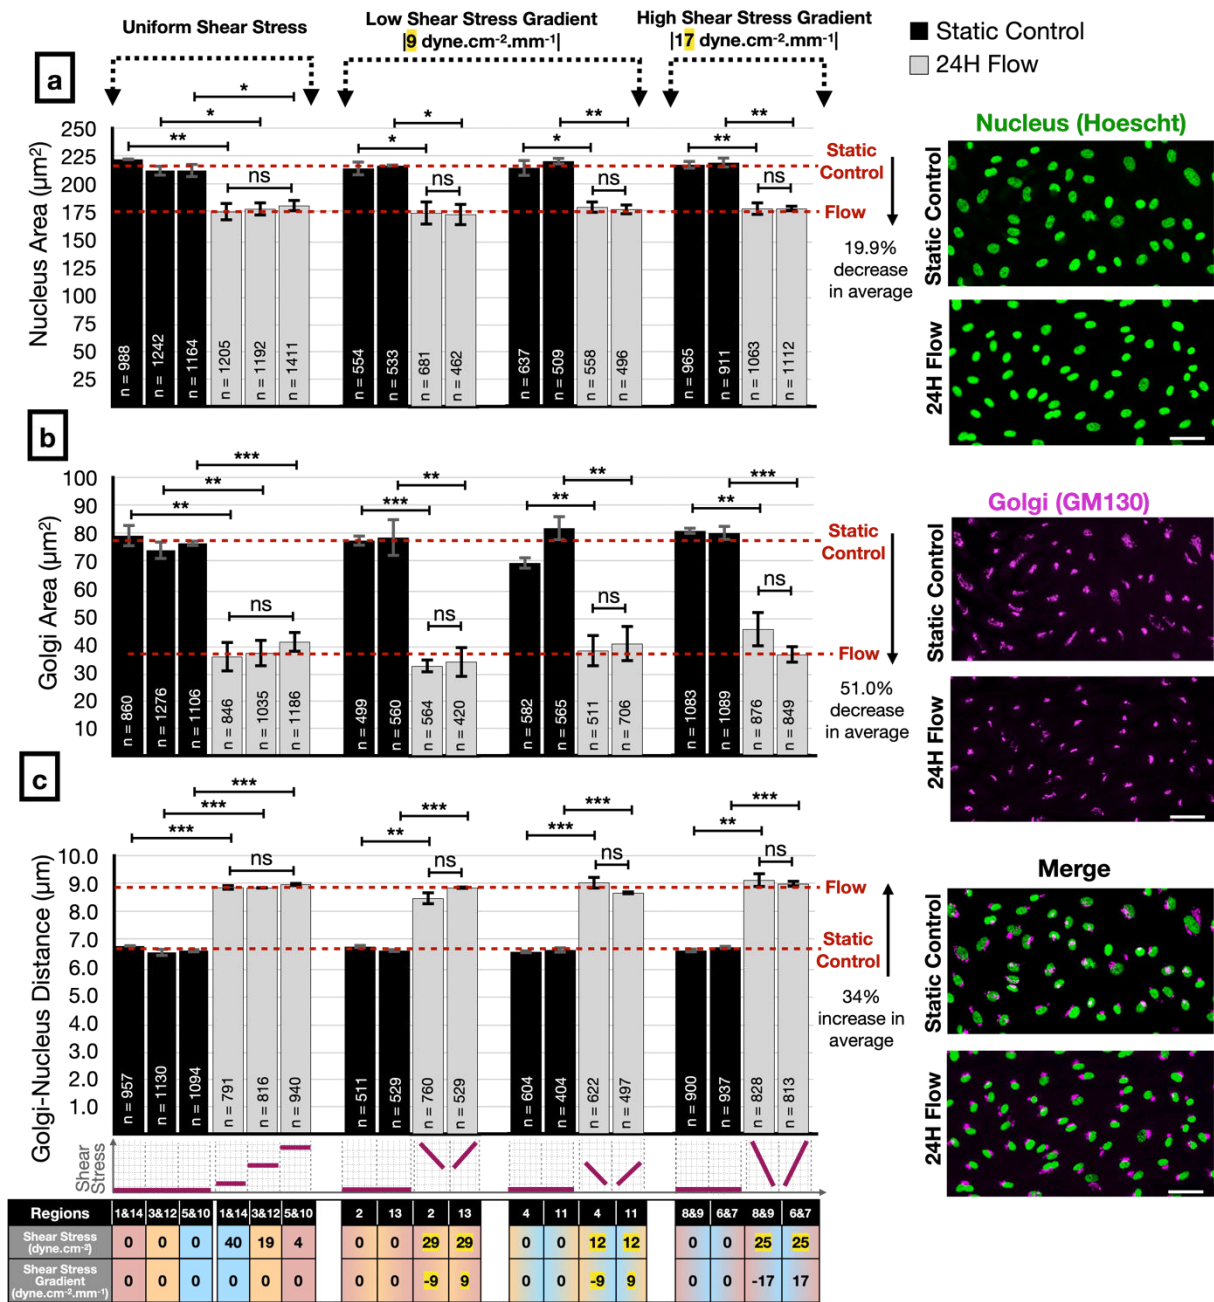 Uniform Shear Stress
Low Shear Stress Gradient
|9 dyne.cm-2.mm-1|
High Shear Stress Gradient
|17 dyne.cm-2.mm-1|
Static Control
24H Flow
a
Nucleus Area (µm²)
250
225
200
175
150
125
100
75
50
25
** * *
* *
* **
** **
ns
ns
ns
ns
Static
Control
Flow
19.9%
decrease
in average
n = 988
n = 1242
n = 1164
n = 1205
n = 1192
n = 1411
n = 554
n = 533
n = 681
n = 462
n = 637
n = 509
n = 558
n = 496
n = 965
n = 911
n = 1063
n = 1112
Nucleus (Hoescht)
Static Control
24H Flow
b
Golgi Area (µm²)
100
90
80
70
60
50
40
30
20
10
** ** ***
*** **
** **
** ***
ns
ns
ns
ns
Static
Control
Flow
51.0%
decrease
in average
n = 860
n = 1276
n = 1106
n = 846
n = 1035
n = 1186
n = 499
n = 560
n = 564
n = 420
n = 582
n = 565
n = 511
n = 706
n = 1083
n = 1089
n = 876
n = 849
Golgi (GM130)
Static Control
24H Flow
c
Golgi-Nucleus Distance (µm)
10.0
9.0
8.0
7.0
6.0
5.0
4.0
3.0
2.0
1.0
*** *** ***
** ***
*** ***
** ***
ns
ns
ns
ns
Flow
Static
Control
34%
increase in
average
n = 957
n = 1130
n = 1094
n = 791
n = 816
n = 940
n = 511
n = 529
n = 760
n = 529
n = 604
n = 404
n = 622
n = 497
n = 900
n = 937
n = 828
n = 813
Merge
Static Control
24H Flow
Shear
Stress
Regions 1&14 3&12 5&10 1&14 3&12 5&10 2 13 2 13 4 11 4 11 8&9 6&7 8&9 6&7
Shear Stress
(dyne.cm-2)
0 0 0 40 19 4 0 0 29 29 0 0 12 12 0 0 25 25
Shear Stress
Gradient
(dyne.cm-2.mm-1)
0 0 0 0 0 0 0 0 -9 9 0 0 -9 9 0 0 -17 17